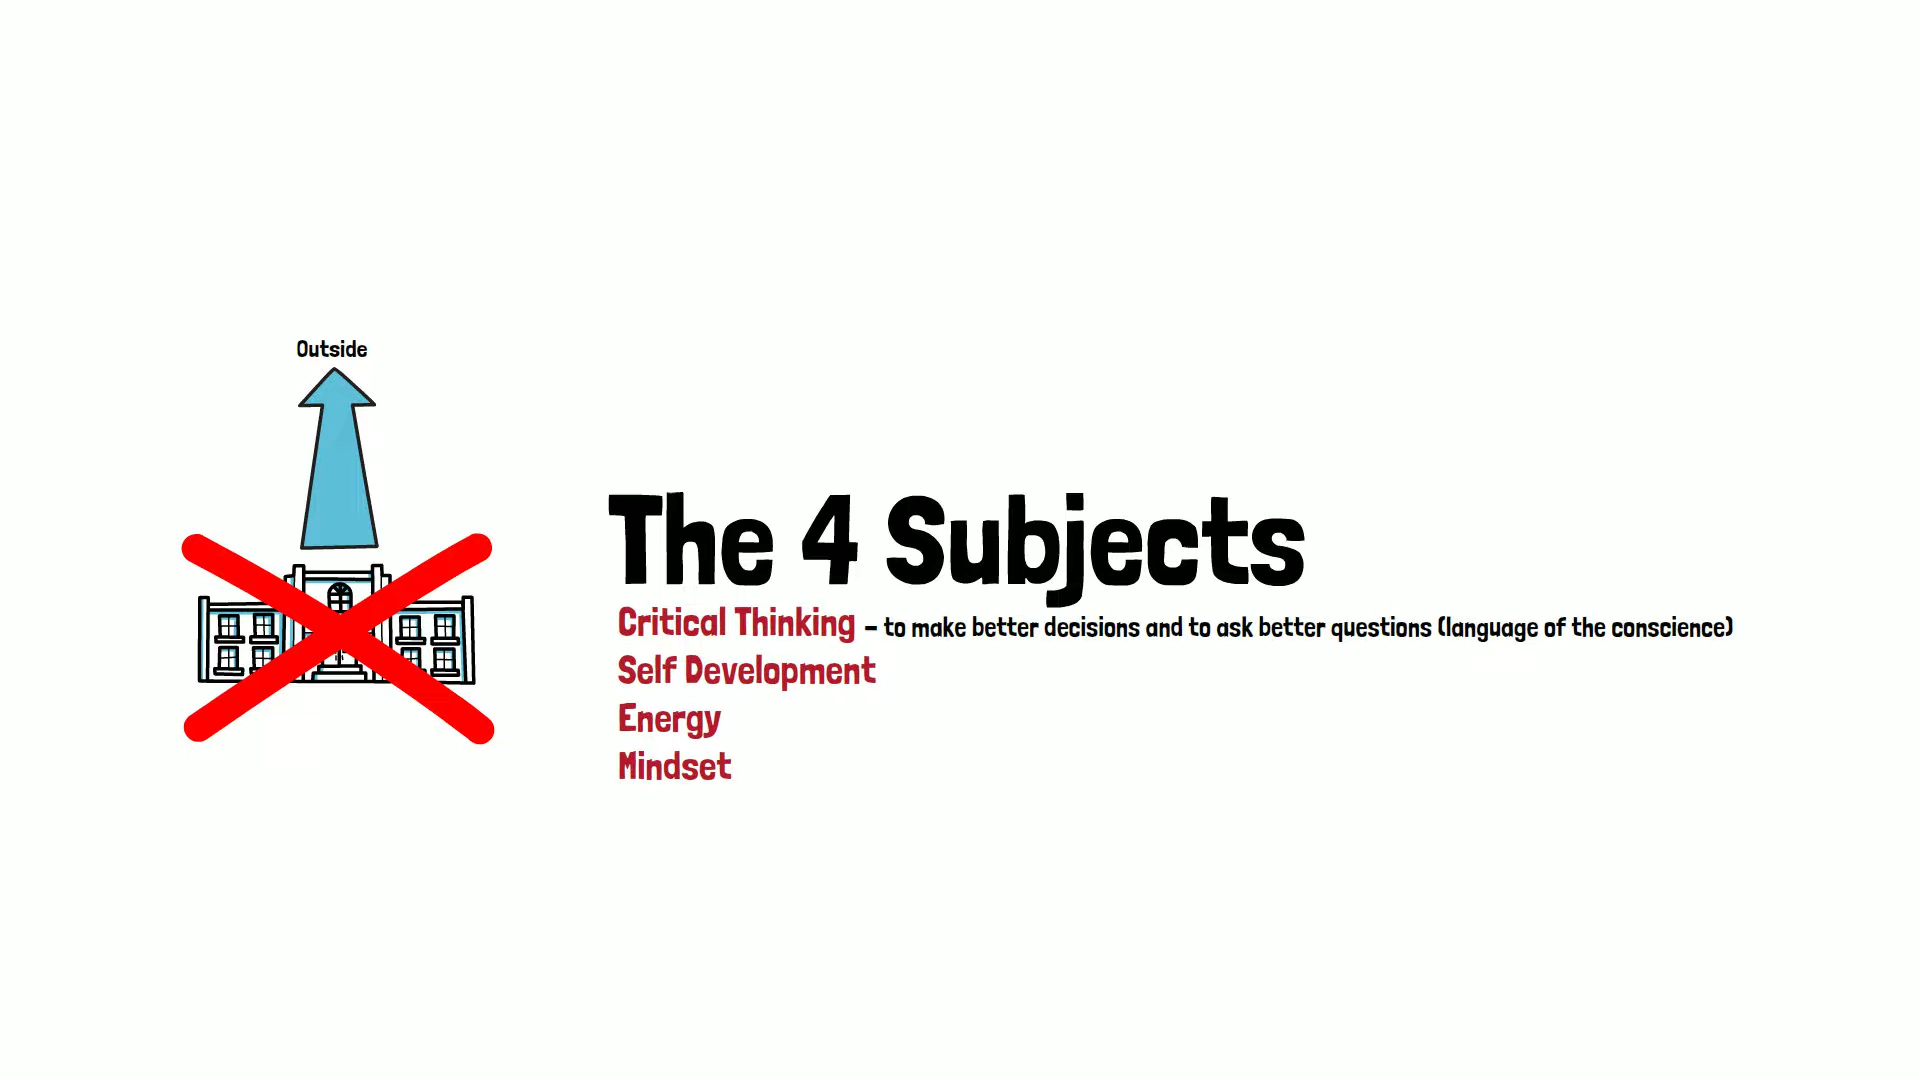 Outside
The 4 Subjects
Critical Thinking – to make better decisions and to ask better questions (language of the conscience)
Self Development
Energy
Mindset